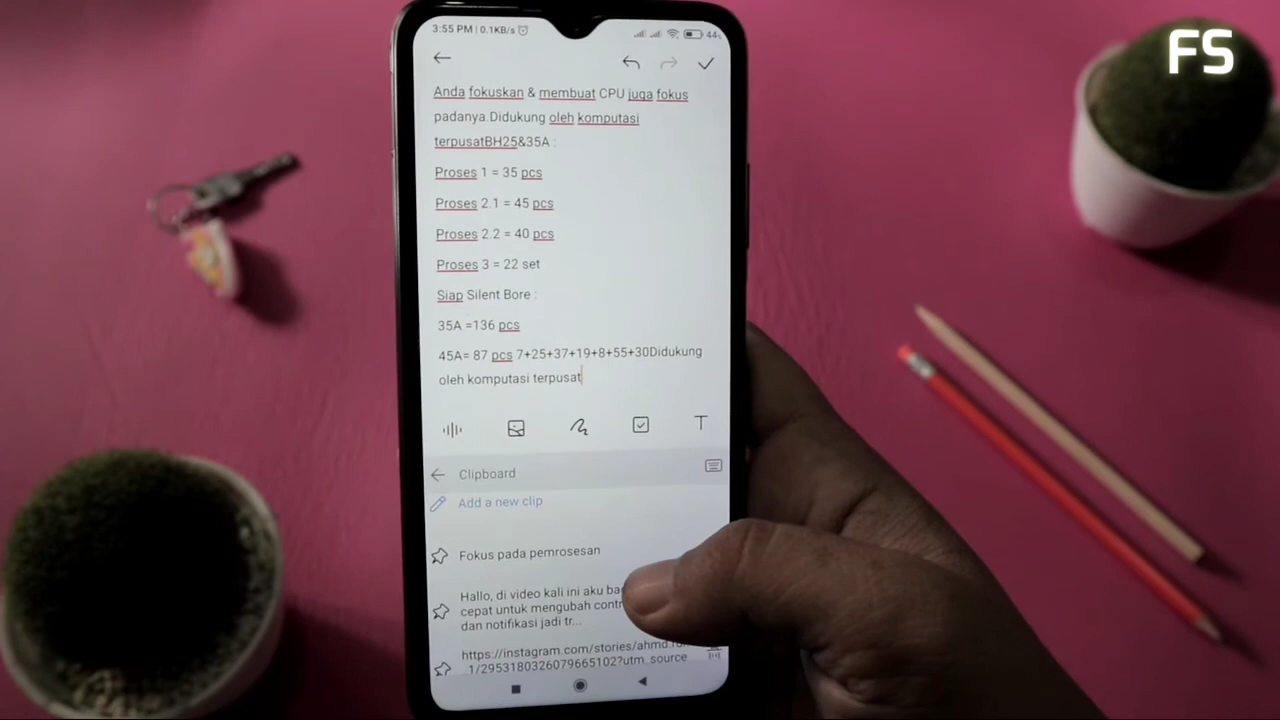 FS
3:55 PM | 0.1KB/s
44
Anda fokuskan & membuat CPU juga fokus
padanya.Didukung oleh komputasi
terpusatBH25&35A :
Proses 1 = 35 pcs
Proses 2.1 = 45 pcs
Proses 2.2 = 40 pcs
Proses 3 = 22 set
Siap Silent Bore :
35A =136 pcs
45A= 87 pcs 7+25+37+19+8+55+30Didukung
oleh komputasi terpusat
T
Clipboard
Add a new clip
Fokus pada pemrosesan
Hallo, di video kali ini aku
cepat untuk mengubah
dan notifikasi jadi tr...
https://instagram.com/stories/
1/2953180326079665102?utm_source